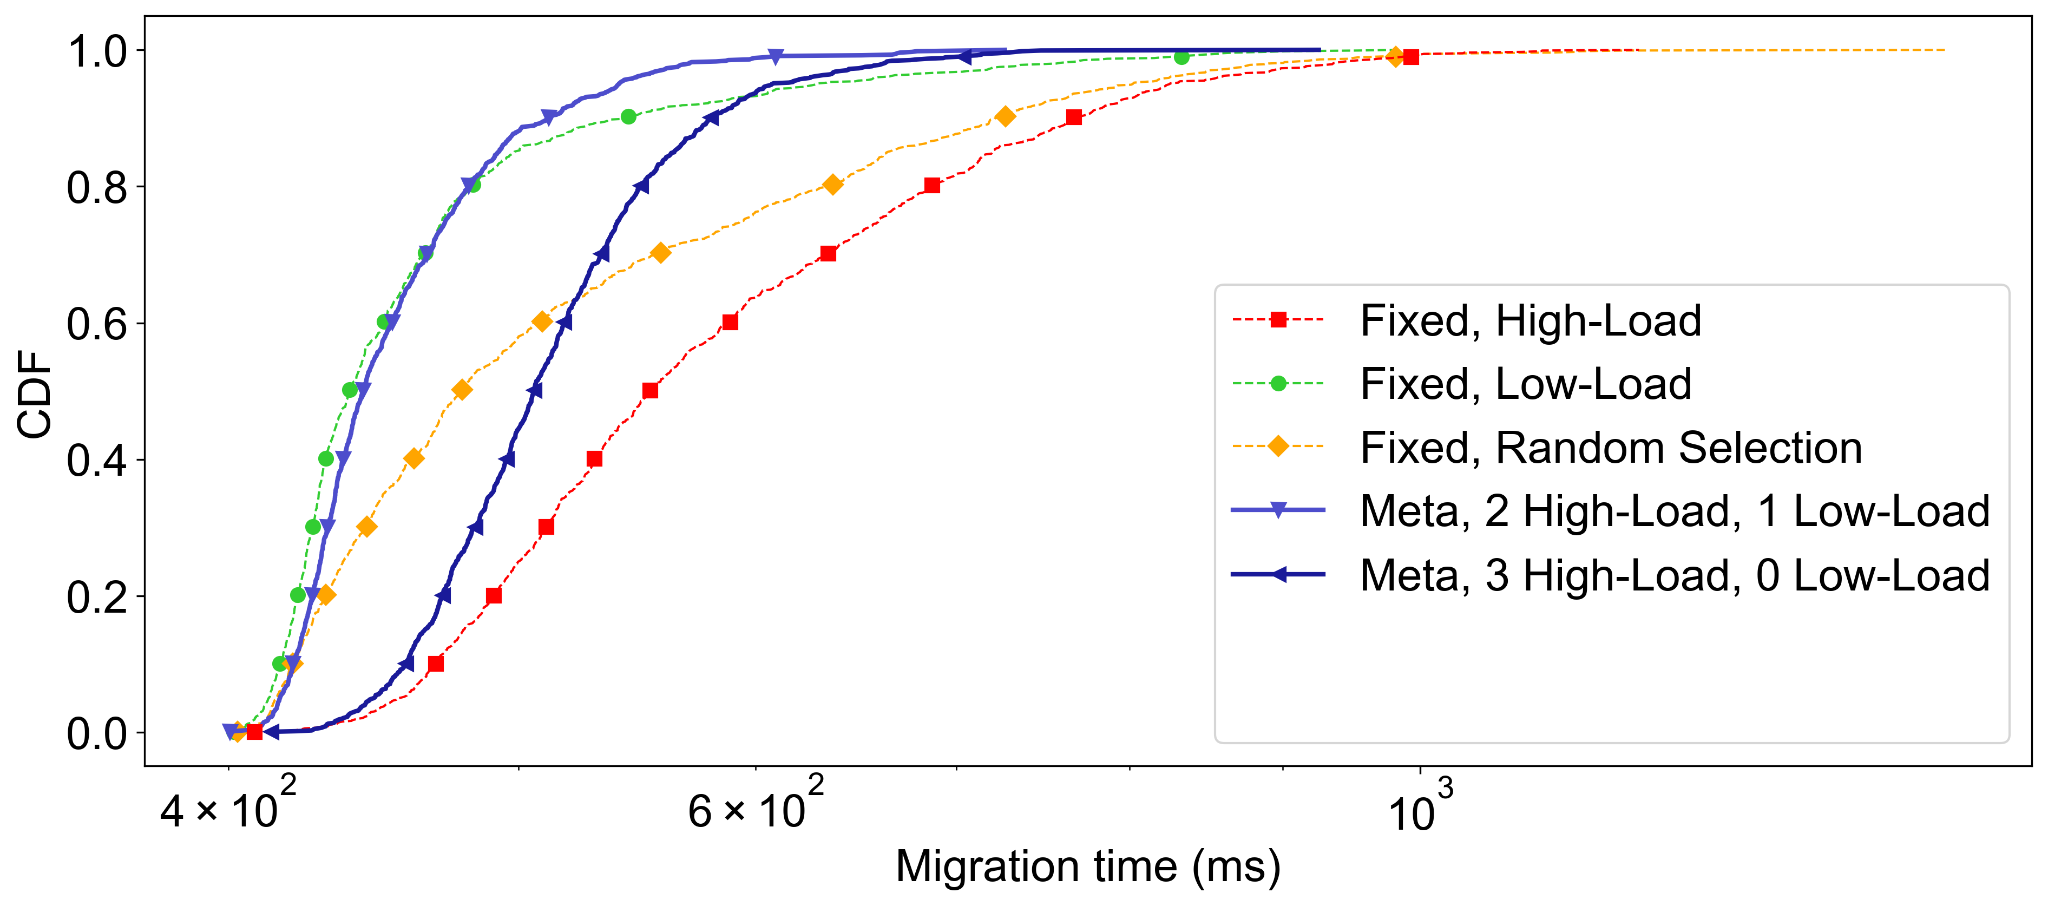 1.0
0.8
0.6
0.4
0.2
0.0
CDF
Fixed, High-Load
Fixed, Low-Load
Fixed, Random Selection
Meta, 2 High-Load, 1 Low-Load
Meta, 3 High-Load, 0 Low-Load
4 × 10² 6 × 10² 10³
Migration time (ms)